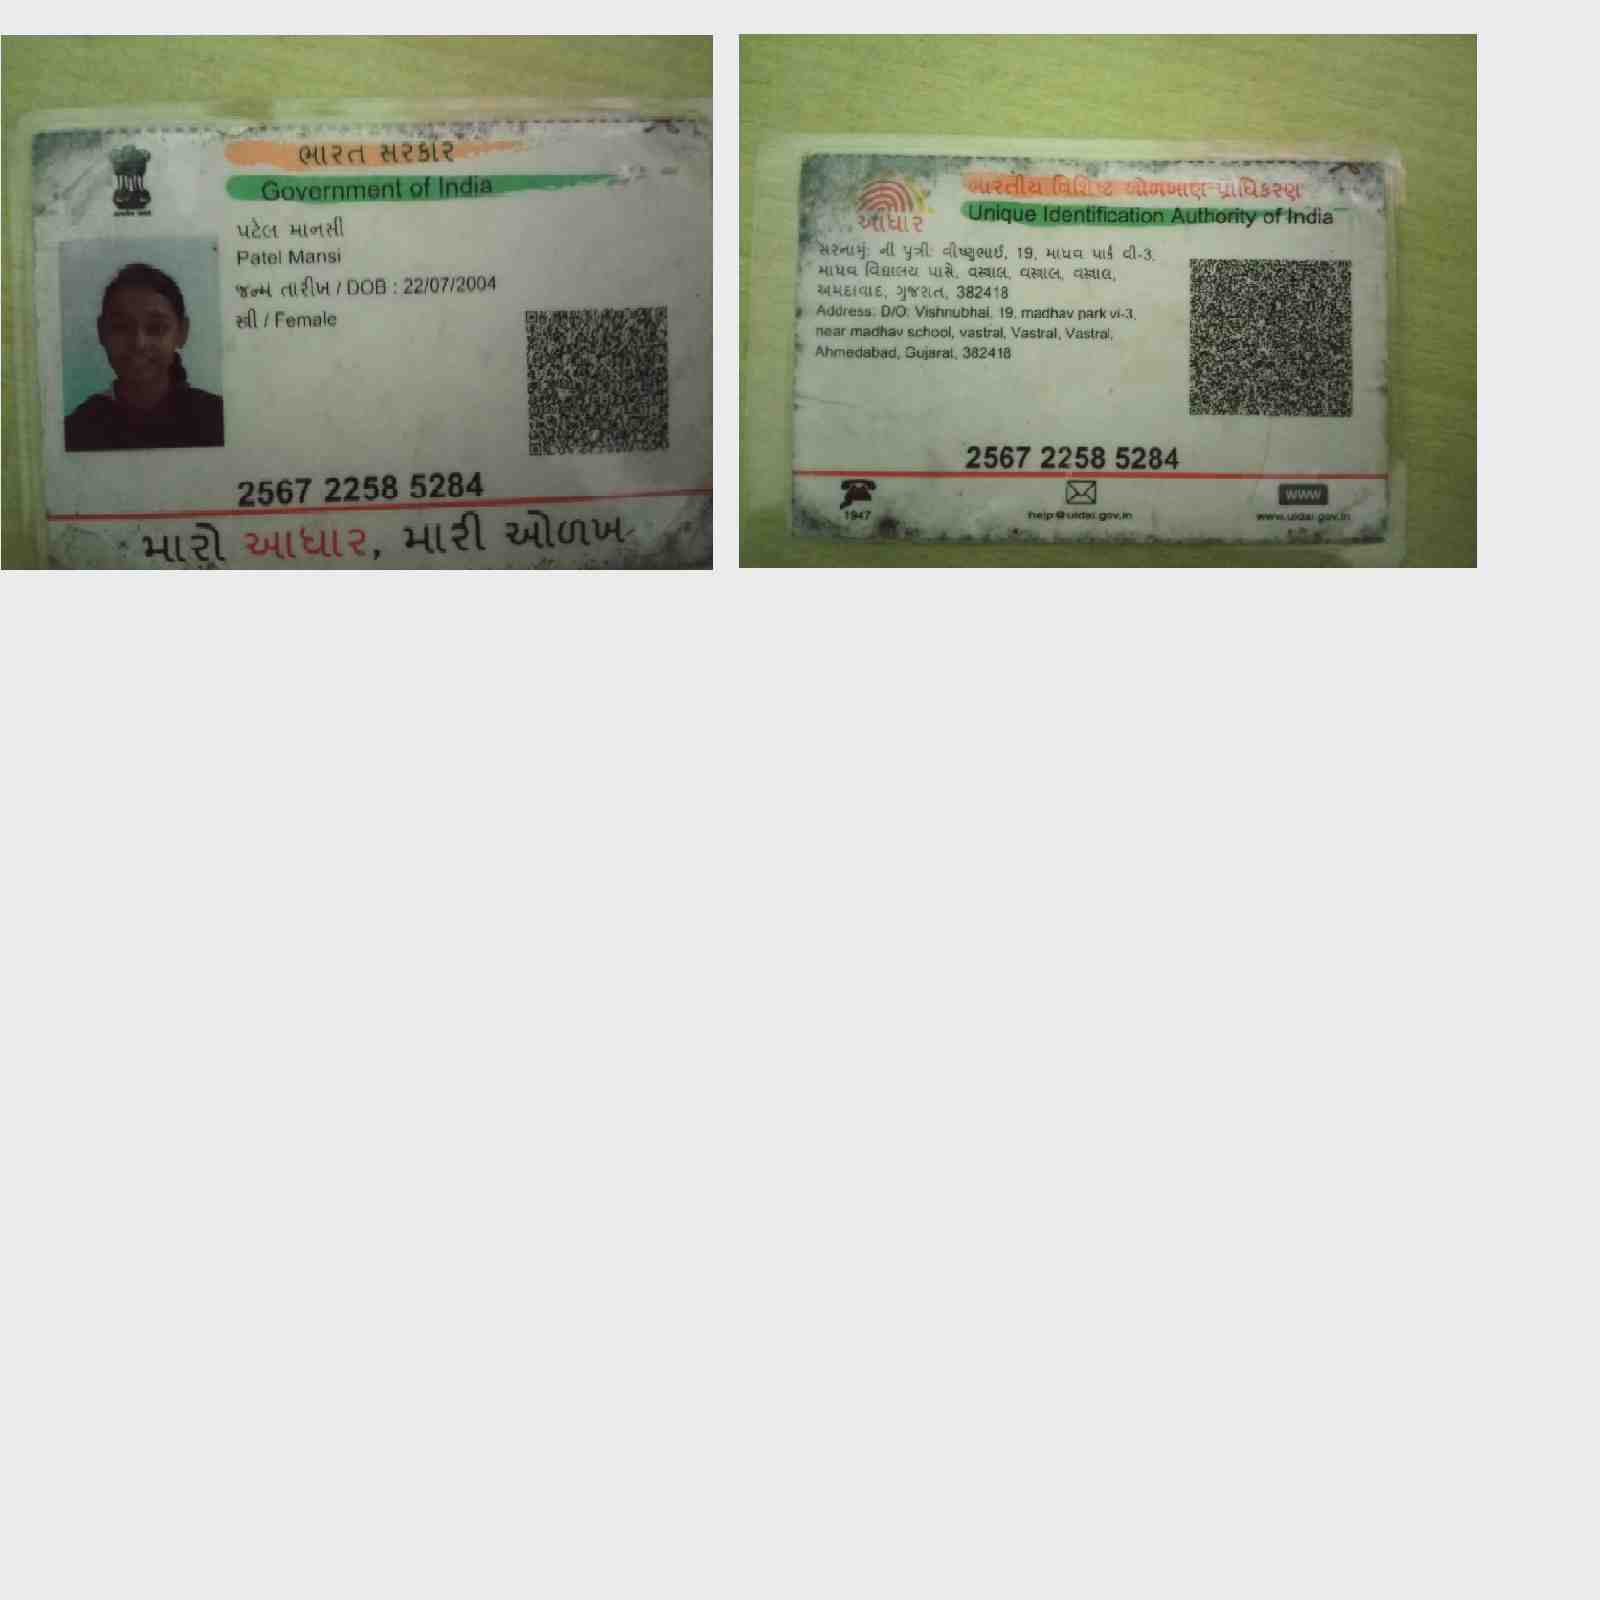 ભારત સરકાર
Government of India
પટેલ માનસી
Patel Mansi
જન્મ તારીખ / DOB : 22/07/2004
સ્ત્રી / Female
2567 2258 5284
મારો આધાર, મારી ઓળખ
ભારતીય વિશિષ્ટ ઓળખાણ પ્રાધિકરણ
Unique Identification Authority of India
આધાર
સરનામું: ની પુત્રી: વીષ્ણુભાઈ, 19, માધવ પાર્ક વી-3,
માધવ વિદ્યાલય પાસે, વસ્ત્રાલ, વસ્ત્રાલ, વસ્ત્રાલ,
અમદાવાદ, ગુજરાત, 382418
Address: D/O: Vishnubhai, 19, madhav park vi-3,
near madhav school, vastral, Vastral, Vastral,
Ahmedabad, Gujarat, 382418
2567 2258 5284
1947
help@uidai.gov.in
WWW
www.uidai.gov.in